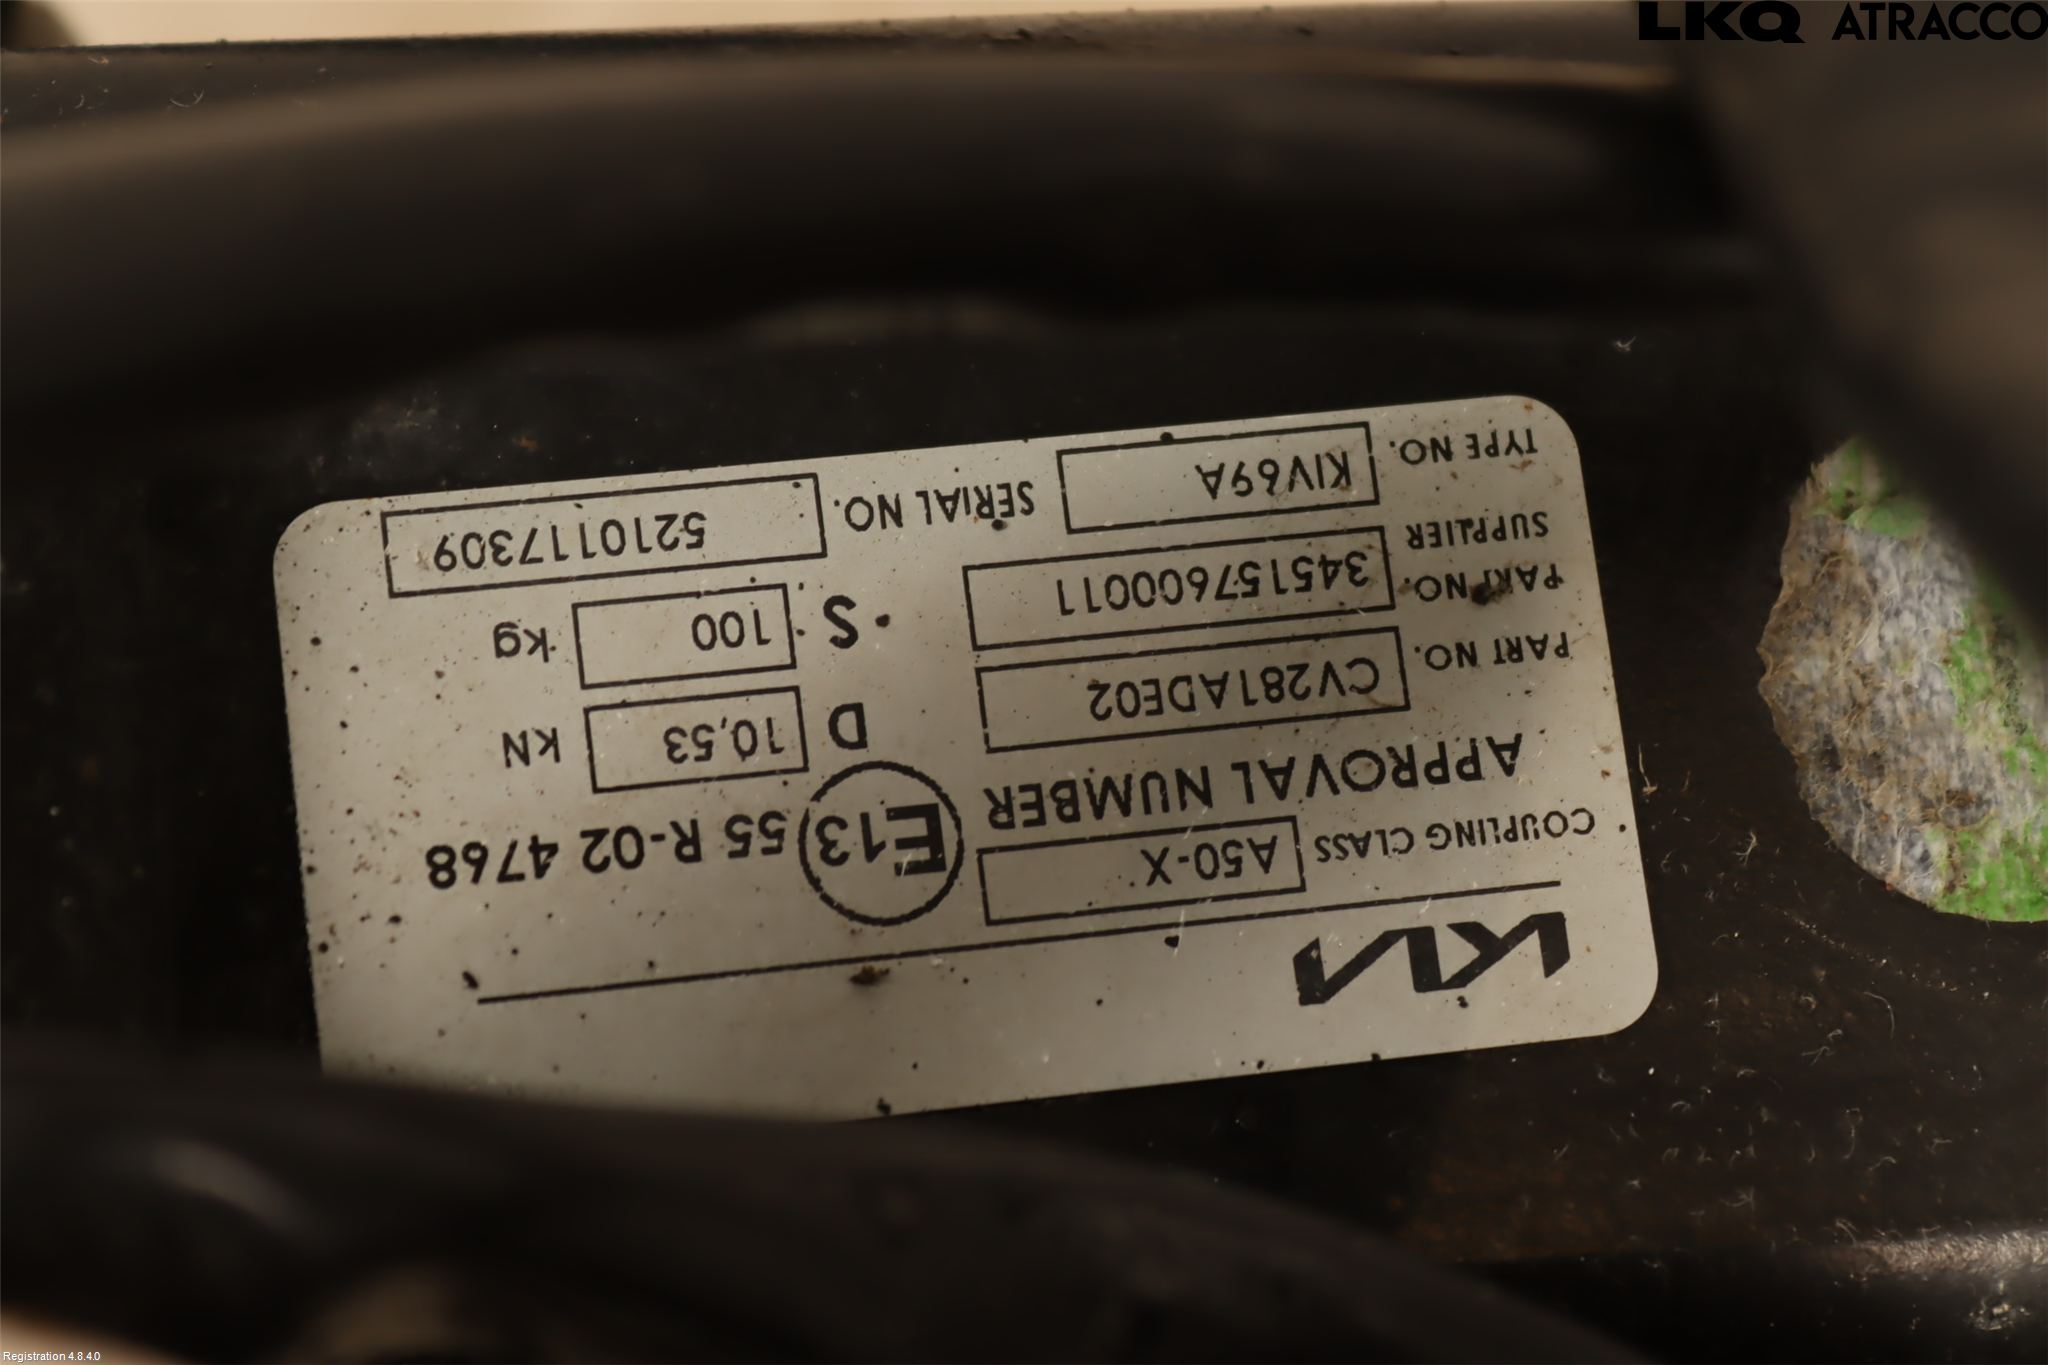 LKQ ATRACCO
KIA
COUPLING CLASS A50-X
APPROVAL NUMBER E13 55 R-02 4768
PART NO. CV281ADE02 D 10,53 kN
PART NO. SUPPLIER 345157600011 S 100 kg
TYPE NO. KIV69A SERIAL NO. 5210117309
Registration 4.8.4.0